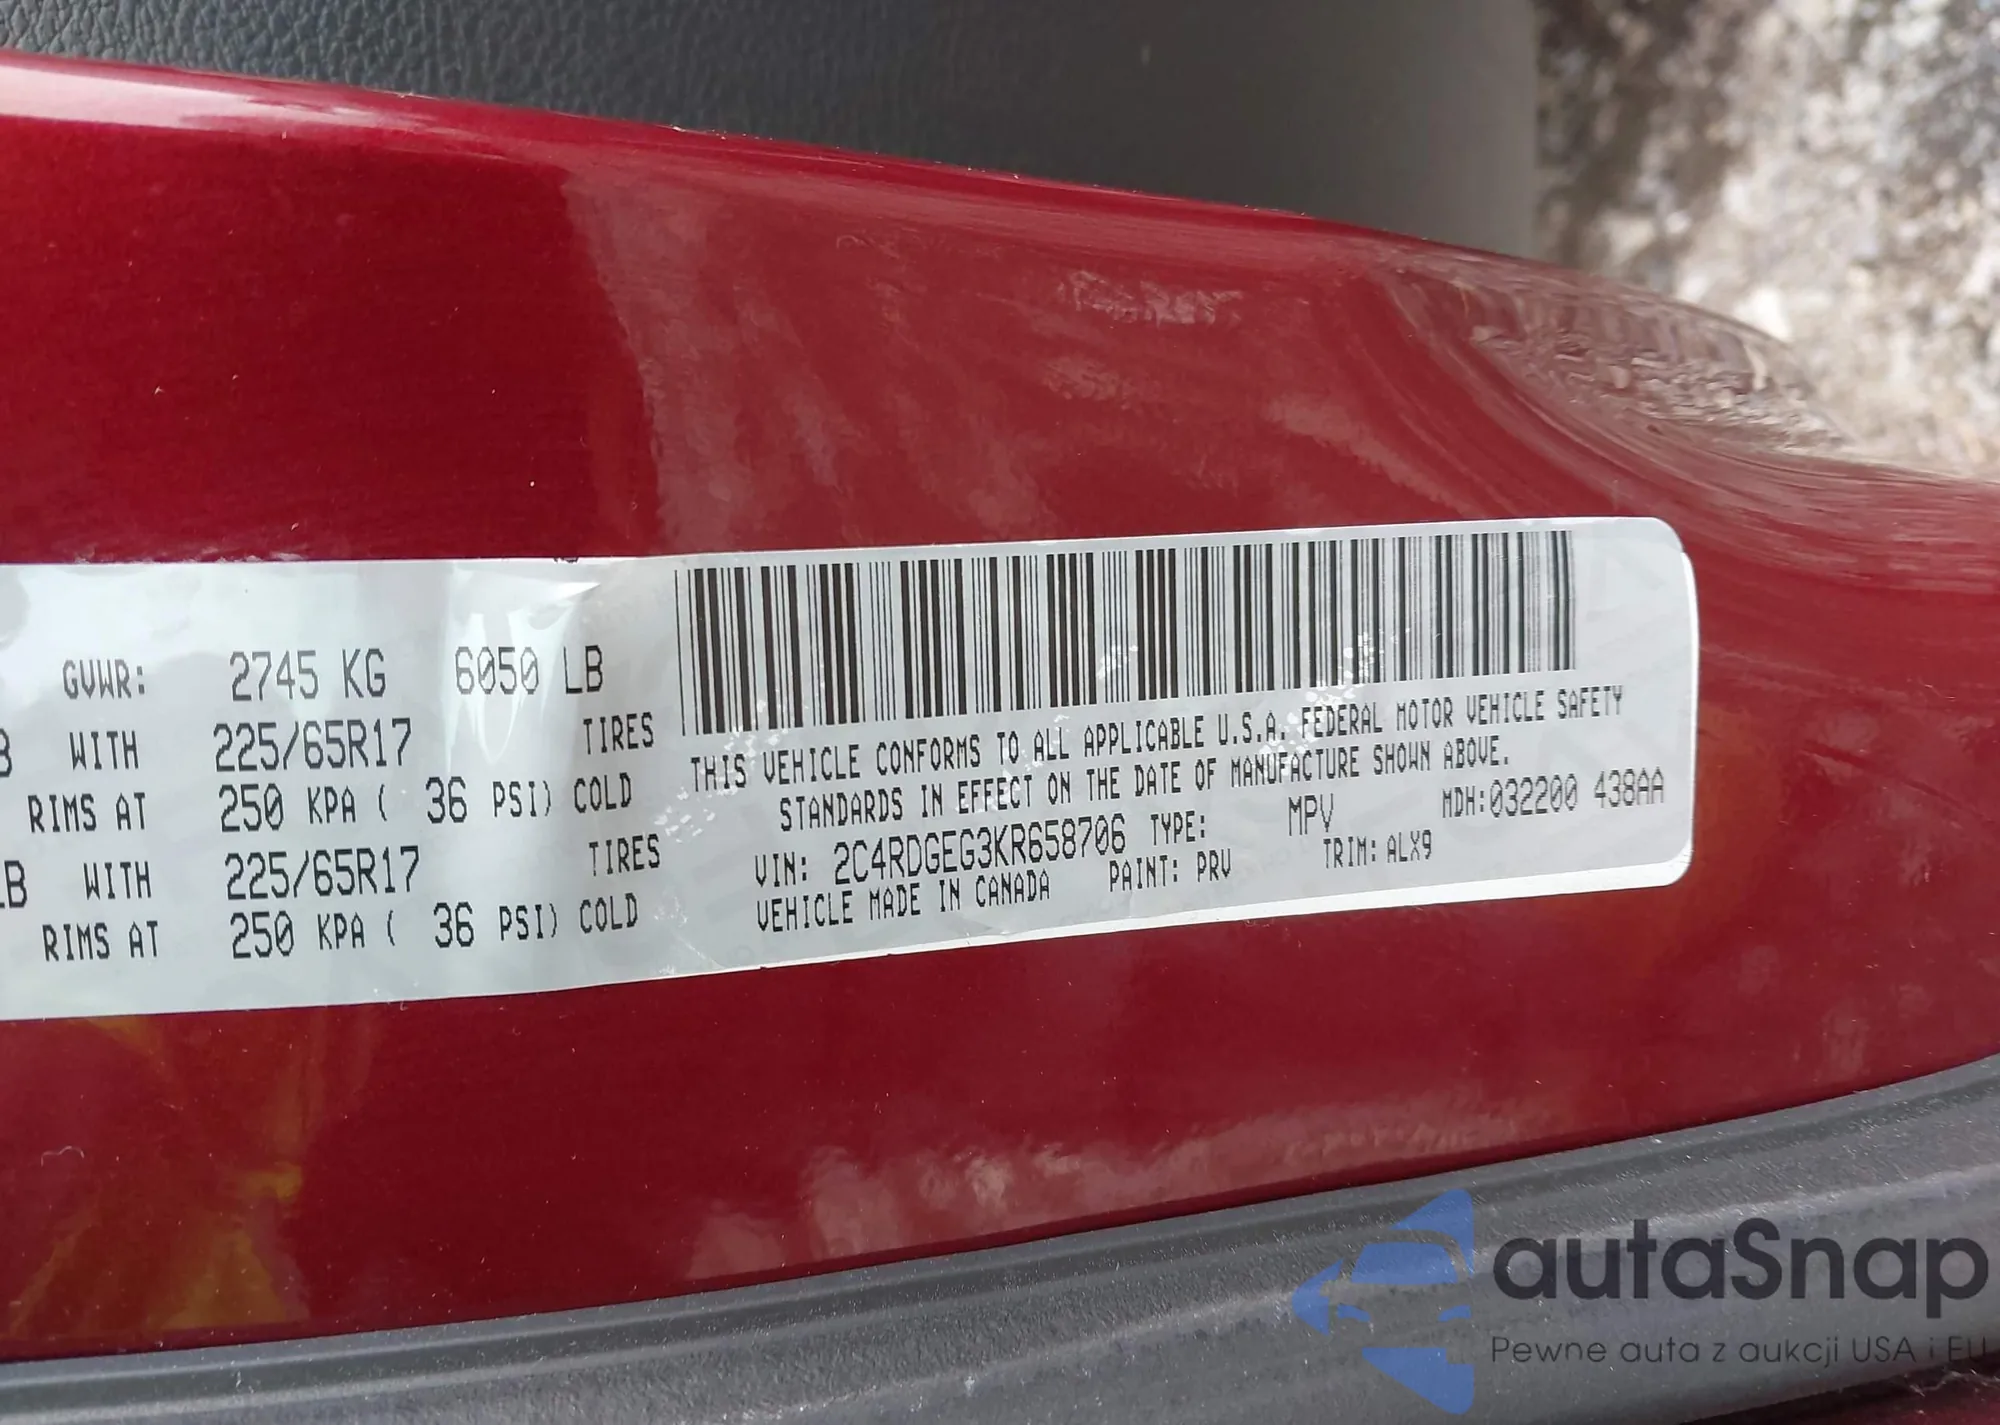 GVWR: 2745 KG 6050 LB
B WITH 225/65R17 TIRES
RIMS AT 250 KPA ( 36 PSI) COLD
LB WITH 225/65R17 TIRES
RIMS AT 250 KPA ( 36 PSI) COLD
THIS VEHICLE CONFORMS TO ALL APPLICABLE U.S.A. FEDERAL MOTOR VEHICLE SAFETY
STANDARDS IN EFFECT ON THE DATE OF MANUFACTURE SHOWN ABOVE.
VIN: 2C4RDGEG3KR658706 TYPE: MPV MDH:032200 438AA
VEHICLE MADE IN CANADA PAINT: PRV TRIM: ALX9
autaSnap
Pewne auta z aukcji USA i EU